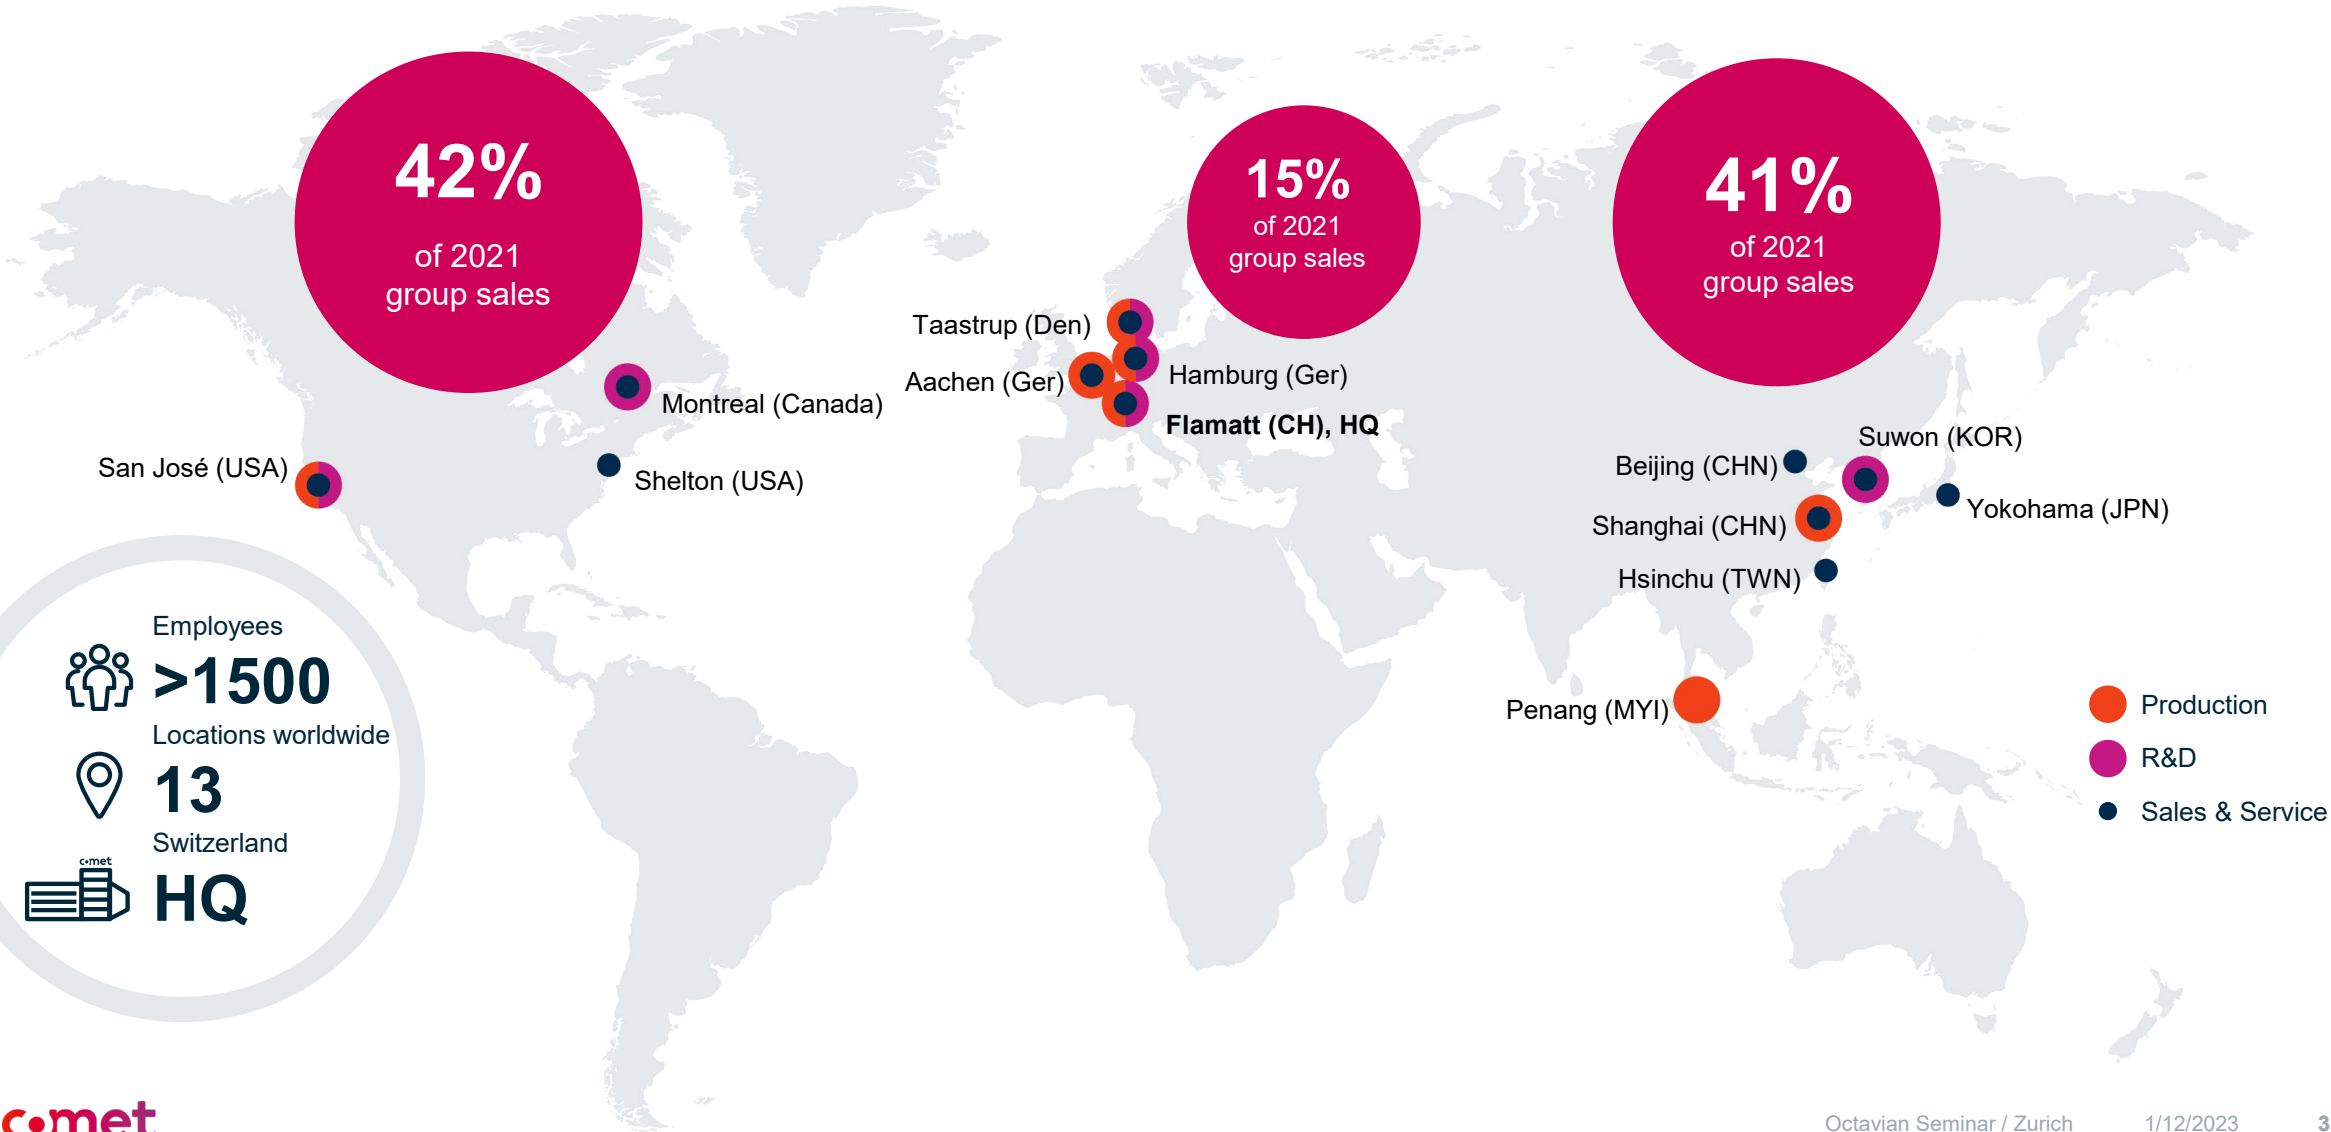 42%
of 2021
group sales
15%
of 2021
group sales
41%
of 2021
group sales
Taastrup (Den)
Aachen (Ger)
Hamburg (Ger)
Flamatt (CH), HQ
Montreal (Canada)
San José (USA)
Shelton (USA)
Suwon (KOR)
Beijing (CHN)
Yokohama (JPN)
Shanghai (CHN)
Hsinchu (TWN)
Penang (MYI)
Employees
>1500
Locations worldwide
13
Switzerland
comet
HQ
Production
R&D
Sales & Service
comet
Octavian Seminar / Zurich
1/12/2023
3